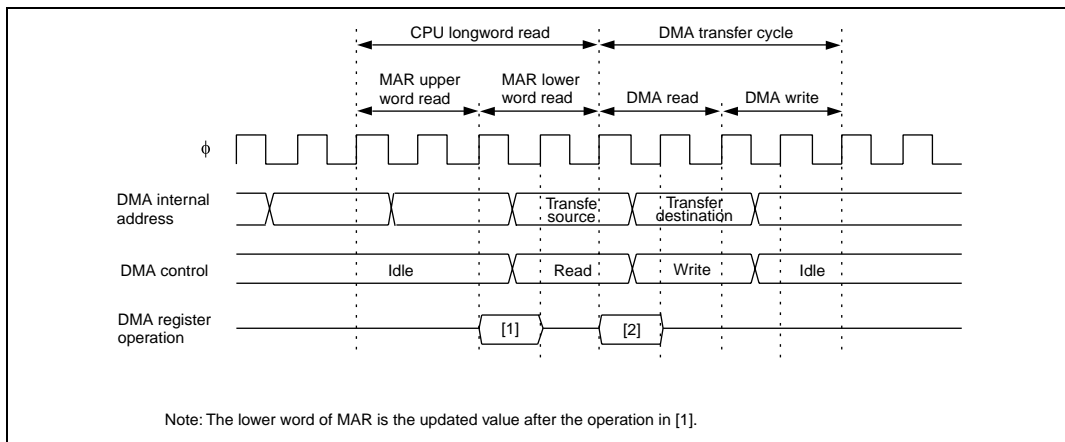 CPU longword read
DMA transfer cycle
MAR upper
word read
MAR lower
word read
DMA read
DMA write
ϕ
DMA internal
address
Transfe
source
Transfer
destination
DMA control
Idle
Read
Write
Idle
DMA register
operation
[1]
[2]
Note: The lower word of MAR is the updated value after the operation in [1].